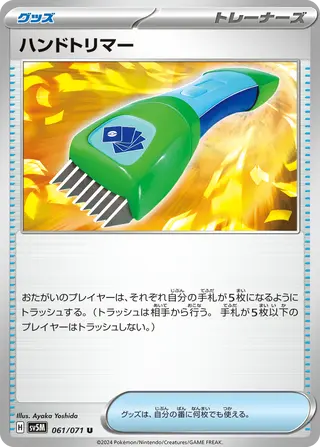 グッズ
トレーナーズ
ハンドトリマー
おたがいのプレイヤーは、それぞれ自分の手札が5枚になるように
トラッシュする。（トラッシュは相手から行う。手札が5枚以下の
プレイヤーはトラッシュしない。）
Illus. Ayaka Yoshida
H SV5M 061/071 U
グッズは、自分の番に何枚でも使える。
©2024 Pokémon/Nintendo/Creatures/GAME FREAK.